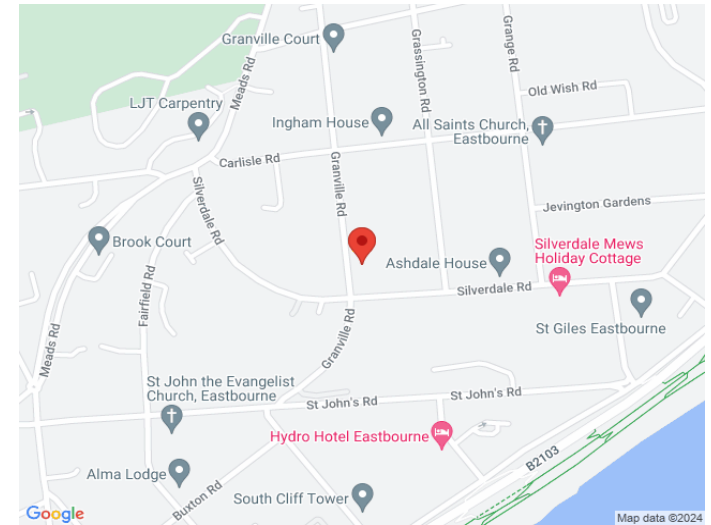 Granville Court
Meads Rd
Grassington Rd
Grange Rd
Old Wish Rd
LJT Carpentry
Ingham House
All Saints Church,
Eastbourne
Carlisle Rd
Granville Rd
Silverdale Rd
Jevington Gardens
Brook Court
Fairfield Rd
Ashdale House
Silverdale Mews
Holiday Cottage
Silverdale Rd
St Giles Eastbourne
Meads Rd
Granville Rd
St John the Evangelist
Church, Eastbourne
St John's Rd
St John's Rd
Hydro Hotel Eastbourne
B2103
Alma Lodge
Buxton Rd
South Cliff Tower
Google
Map data ©2024